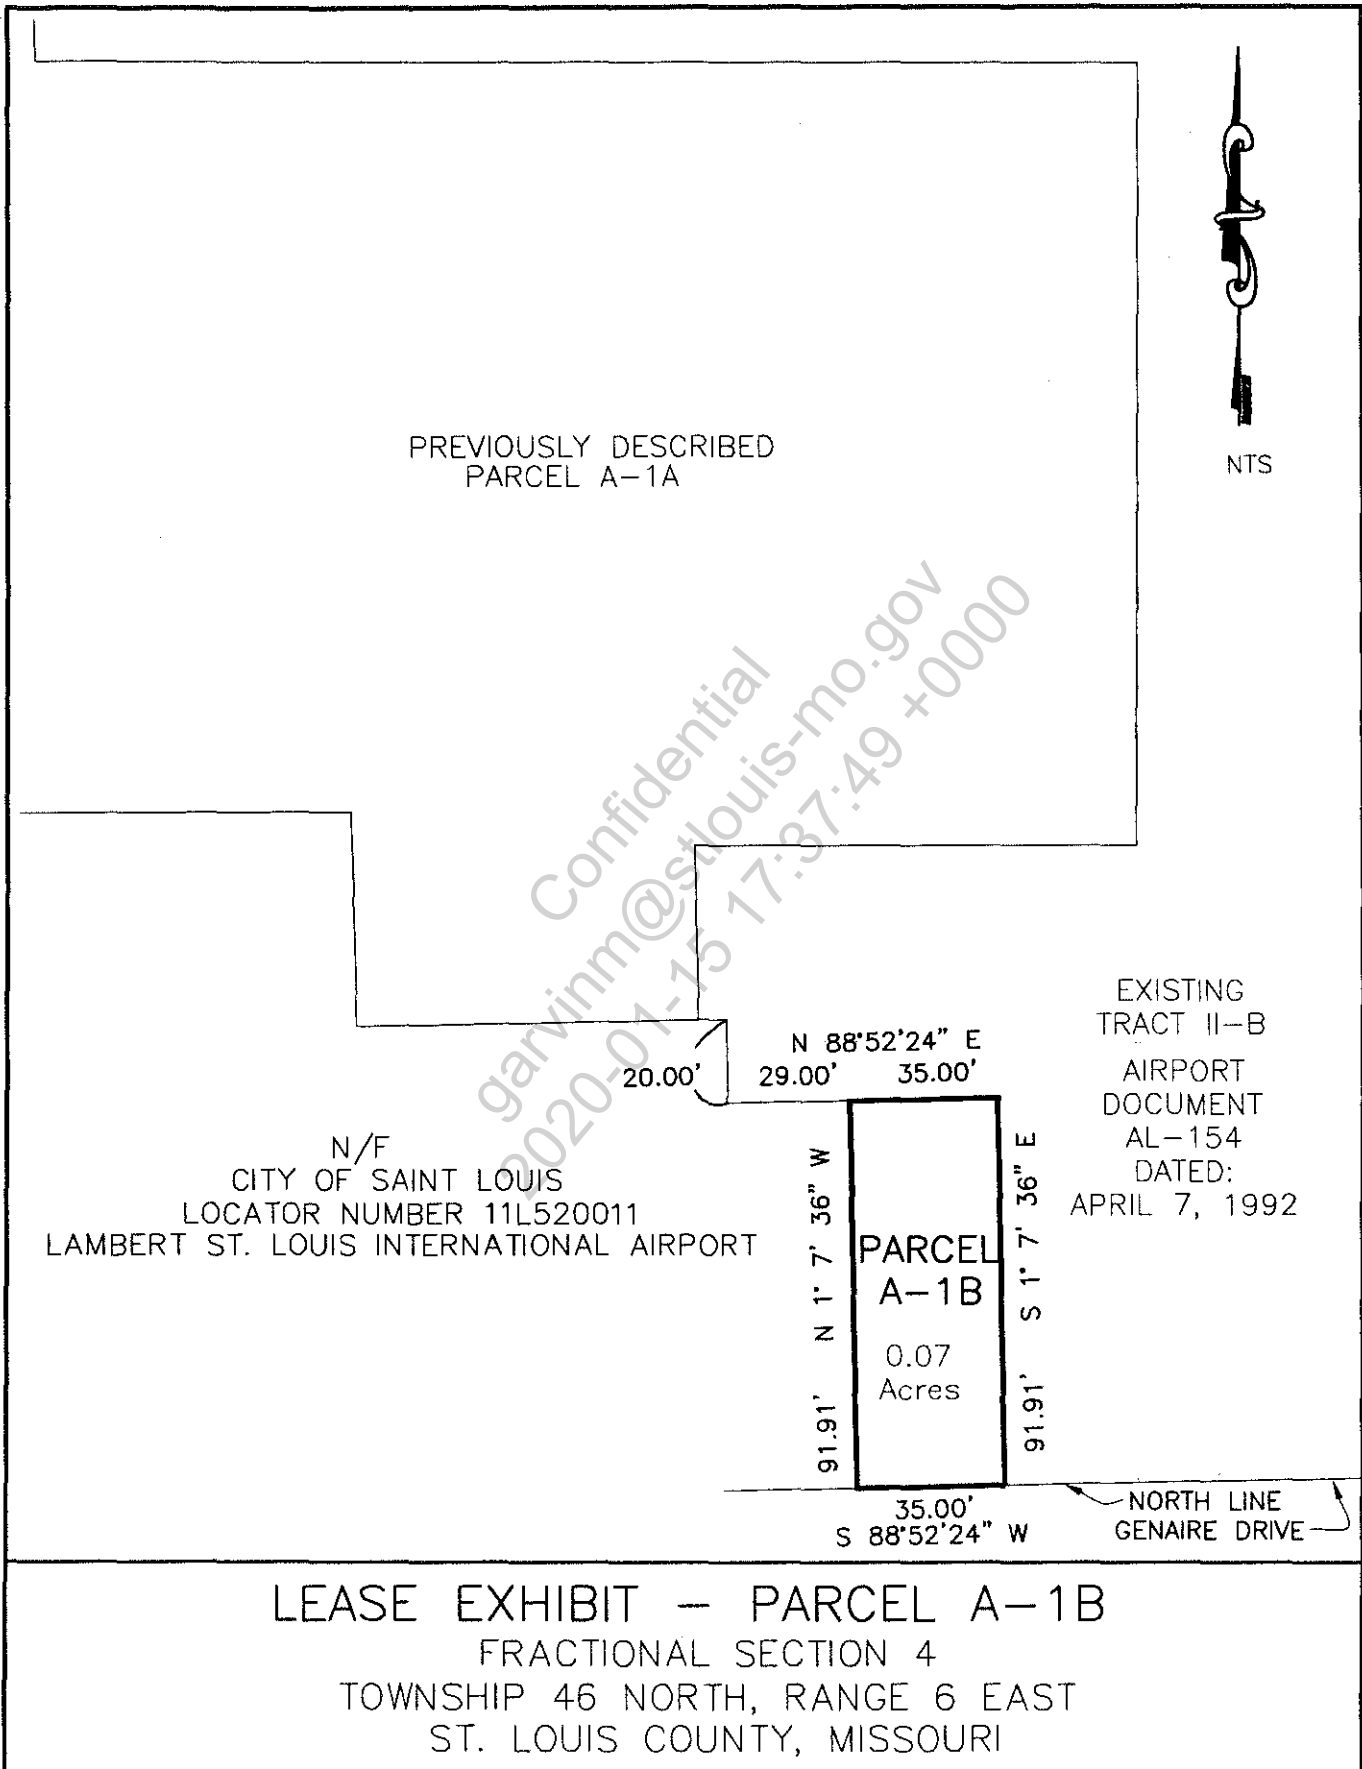 NTS
PREVIOUSLY DESCRIBED
PARCEL A-1A
Confidential
garvinm@stlouis-mo.gov
2020-01-15 17:37:49 +0000
EXISTING
TRACT II-B
AIRPORT
DOCUMENT
AL-154
DATED:
APRIL 7, 1992
N 88°52'24" E
20.00' 29.00' 35.00'
N/F
CITY OF SAINT LOUIS
LOCATOR NUMBER 11L520011
LAMBERT ST. LOUIS INTERNATIONAL AIRPORT
91.91' N 1° 7' 36" W
PARCEL
A-1B
0.07
Acres
91.91' S 1° 7' 36" E
35.00'
S 88°52'24" W
NORTH LINE
GENAIRE DRIVE
LEASE EXHIBIT - PARCEL A-1B
FRACTIONAL SECTION 4
TOWNSHIP 46 NORTH, RANGE 6 EAST
ST. LOUIS COUNTY, MISSOURI